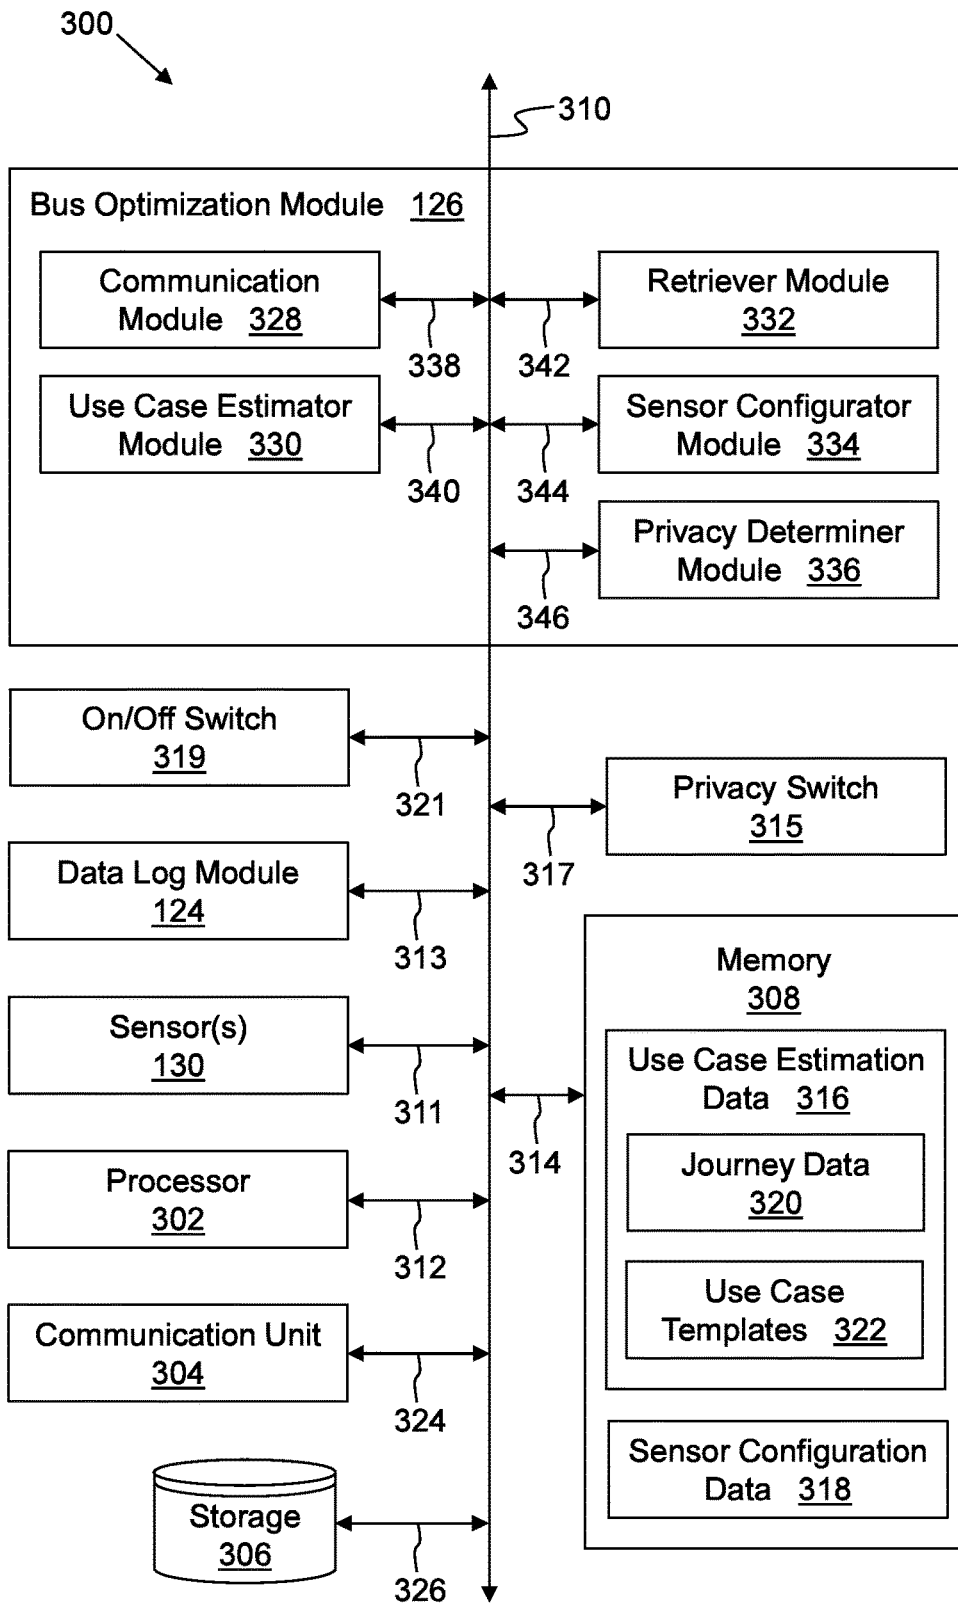 300
310
Bus Optimization Module 126
Communication
Module 328
338
Retriever Module
332
342
Use Case Estimator
Module 330
340
Sensor Configurator
Module 334
344
Privacy Determiner
Module 336
346
On/Off Switch
319
321
Privacy Switch
315
317
Data Log Module
124
313
Memory
308
Sensor(s)
130
311
Use Case Estimation
Data 316
314
Journey Data
320
Processor
302
312
Use Case
Templates 322
Communication Unit
304
324
Sensor Configuration
Data 318
Storage
306
326